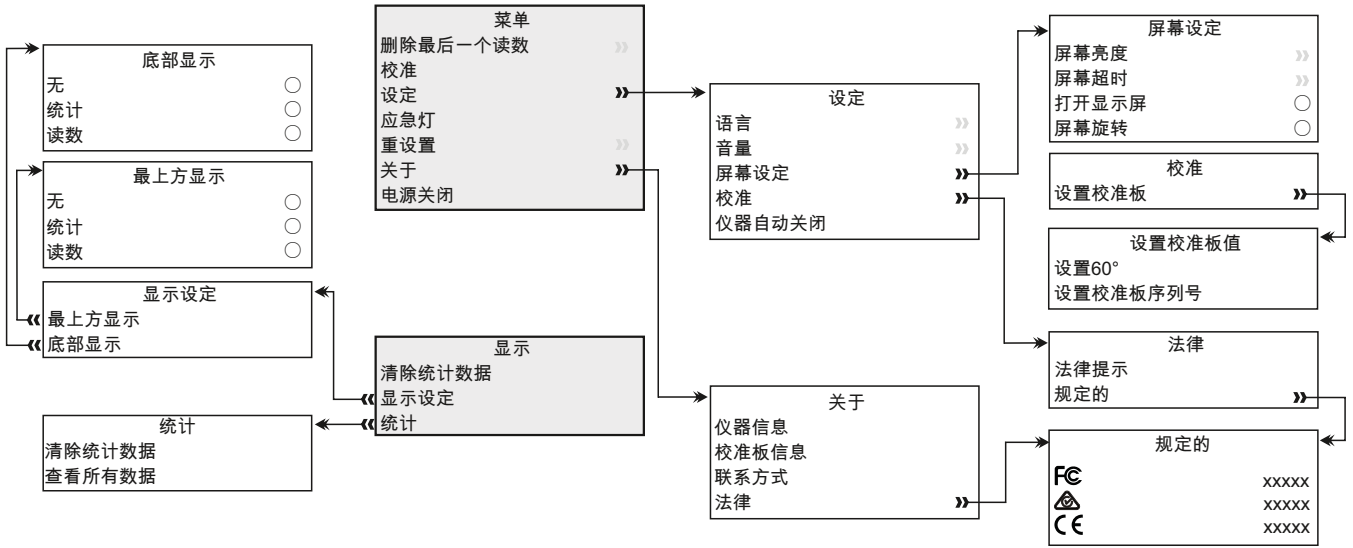 底部显示
无
统计
读数
最上方显示
无
统计
读数
显示设定
最上方显示
底部显示
统计
清除统计数据
查看所有数据
菜单
删除最后一个读数
校准
设定
应急灯
重设置
关于
电源关闭
显示
清除统计数据
显示设定
统计
设定
语言
音量
屏幕设定
校准
仪器自动关闭
关于
仪器信息
校准板信息
联系方式
法律
屏幕设定
屏幕亮度
屏幕超时
打开显示屏
屏幕旋转
校准
设置校准板
设置校准板值
设置60°
设置校准板序列号
法律
法律提示
规定的
规定的
FC xxxxx
xxxxx
CE xxxxx